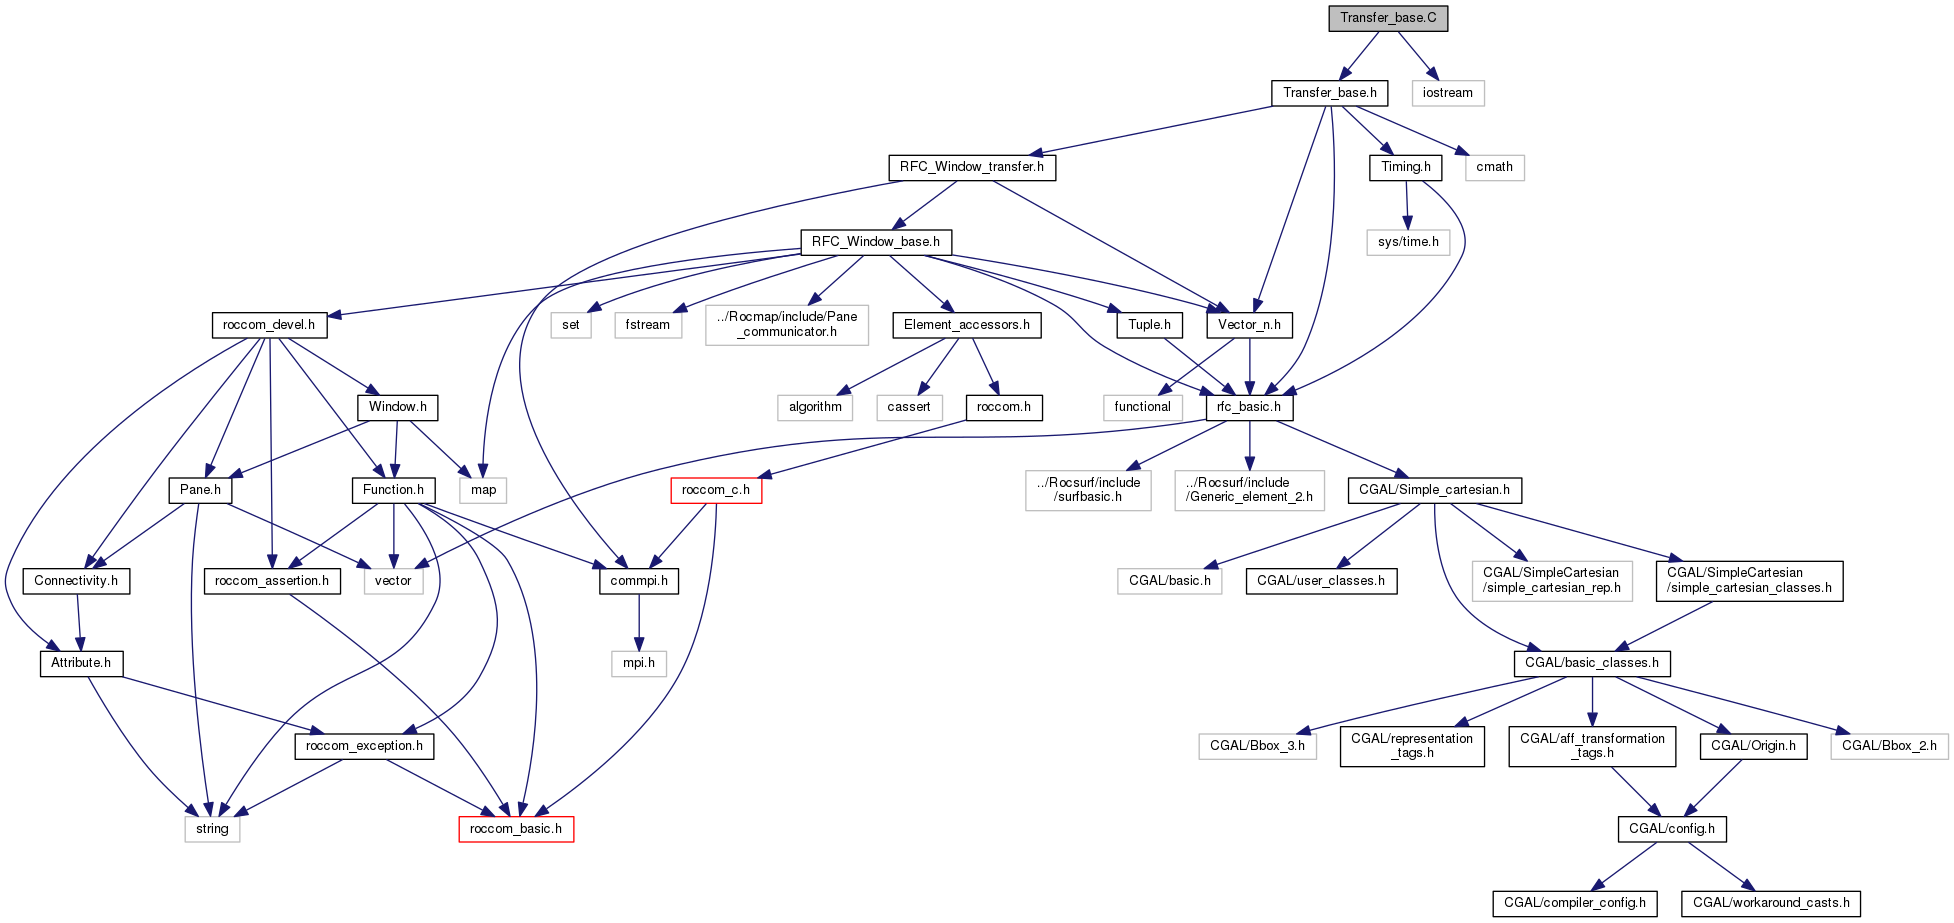 Transfer_base.C
Transfer_base.h
iostream
RFC_Window_transfer.h
Timing.h
cmath
RFC_Window_base.h
sys/time.h
roccom_devel.h
set
fstream
../Rocmap/include/Pane
_communicator.h
Element_accessors.h
Tuple.h
Vector_n.h
Window.h
algorithm
cassert
roccom.h
functional
rfc_basic.h
Pane.h
Function.h
map
roccom_c.h
../Rocsurf/include
/surfbasic.h
../Rocsurf/include
/Generic_element_2.h
CGAL/Simple_cartesian.h
Connectivity.h
roccom_assertion.h
vector
commpi.h
CGAL/basic.h
CGAL/user_classes.h
CGAL/SimpleCartesian
/simple_cartesian_rep.h
CGAL/SimpleCartesian
/simple_cartesian_classes.h
Attribute.h
mpi.h
CGAL/basic_classes.h
roccom_exception.h
CGAL/Bbox_3.h
CGAL/representation
_tags.h
CGAL/aff_transformation
_tags.h
CGAL/Origin.h
CGAL/Bbox_2.h
string
roccom_basic.h
CGAL/config.h
CGAL/compiler_config.h
CGAL/workaround_casts.h